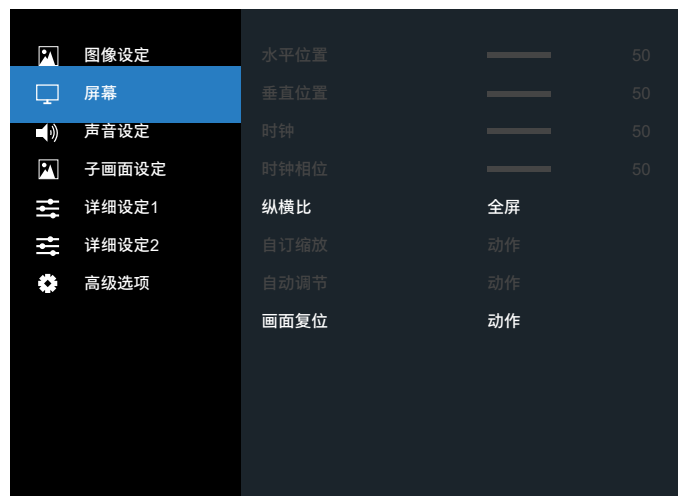 图像设定
屏幕
声音设定
子画面设定
详细设定1
详细设定2
高级选项
水平位置 50
垂直位置 50
时钟 50
时钟相位 50
纵横比 全屏
自订缩放 动作
自动调节 动作
画面复位 动作